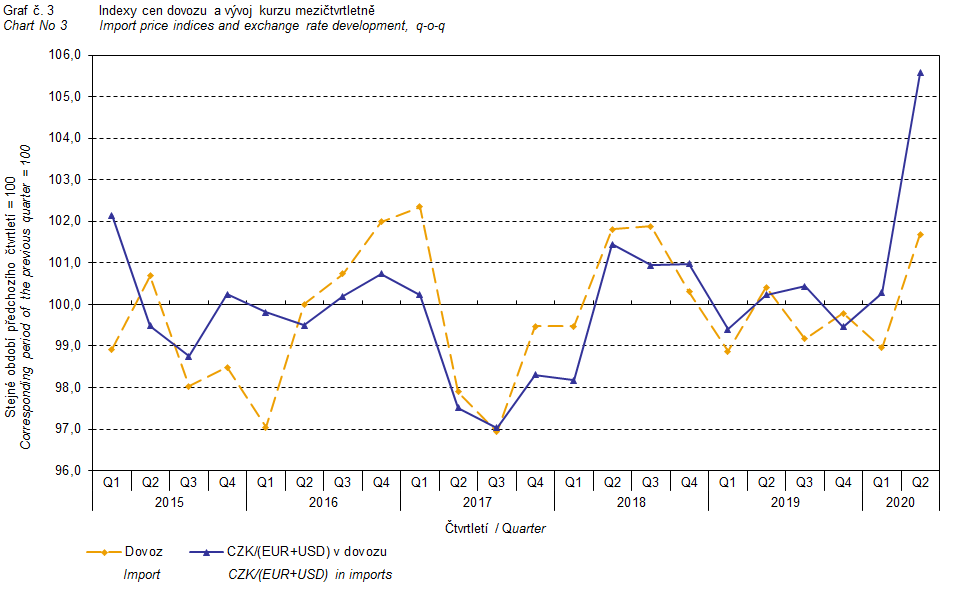 Graf č. 3 Indexy cen dovozu a vývoj kurzu mezičtvrtletně
Chart No 3 Import price indices and exchange rate development, q-o-q
Stejné období předchozího čtvrtletí = 100
Corresponding period of the previous quarter = 100
106,0
105,0
104,0
103,0
102,0
101,0
100,0
99,0
98,0
97,0
96,0
Q1 Q2 Q3 Q4 Q1 Q2 Q3 Q4 Q1 Q2 Q3 Q4 Q1 Q2 Q3 Q4 Q1 Q2 Q3 Q4 Q1 Q2
2015 2016 2017 2018 2019 2020
Čtvrtletí / Quarter
Dovoz CZK/(EUR+USD) v dovozu
Import CZK/(EUR+USD) in imports